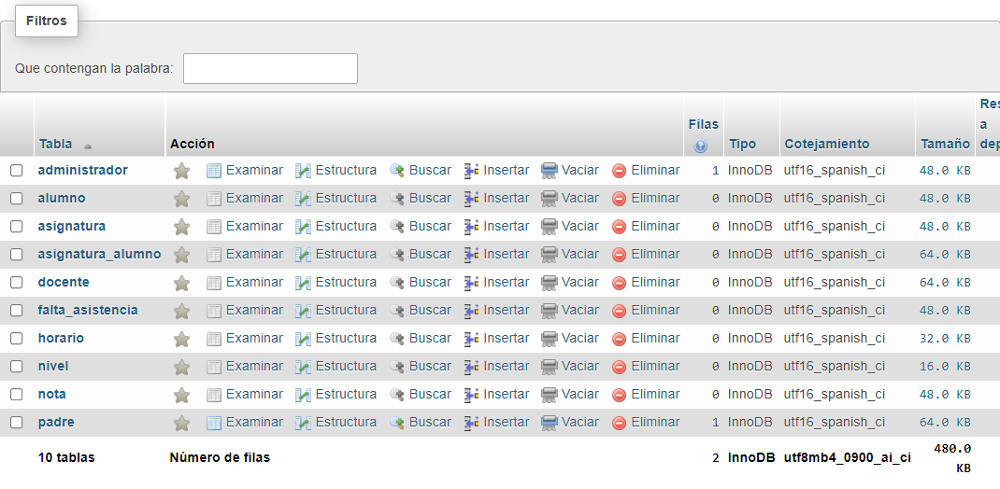 Filtros
Que contengan la palabra:
Tabla Acción Filas Tipo Cotejamiento Tamaño Res a dep
administrador Examinar Estructura Buscar Insertar Vaciar Eliminar 1 InnoDB utf16_spanish_ci 48.0 KB
alumno Examinar Estructura Buscar Insertar Vaciar Eliminar 0 InnoDB utf16_spanish_ci 48.0 KB
asignatura Examinar Estructura Buscar Insertar Vaciar Eliminar 0 InnoDB utf16_spanish_ci 48.0 KB
asignatura_alumno Examinar Estructura Buscar Insertar Vaciar Eliminar 0 InnoDB utf16_spanish_ci 64.0 KB
docente Examinar Estructura Buscar Insertar Vaciar Eliminar 0 InnoDB utf16_spanish_ci 64.0 KB
falta_asistencia Examinar Estructura Buscar Insertar Vaciar Eliminar 0 InnoDB utf16_spanish_ci 48.0 KB
horario Examinar Estructura Buscar Insertar Vaciar Eliminar 0 InnoDB utf16_spanish_ci 32.0 KB
nivel Examinar Estructura Buscar Insertar Vaciar Eliminar 0 InnoDB utf16_spanish_ci 16.0 KB
nota Examinar Estructura Buscar Insertar Vaciar Eliminar 0 InnoDB utf16_spanish_ci 48.0 KB
padre Examinar Estructura Buscar Insertar Vaciar Eliminar 1 InnoDB utf16_spanish_ci 64.0 KB
10 tablas Número de filas 2 InnoDB utf8mb4_0900_ai_ci 480.0 KB